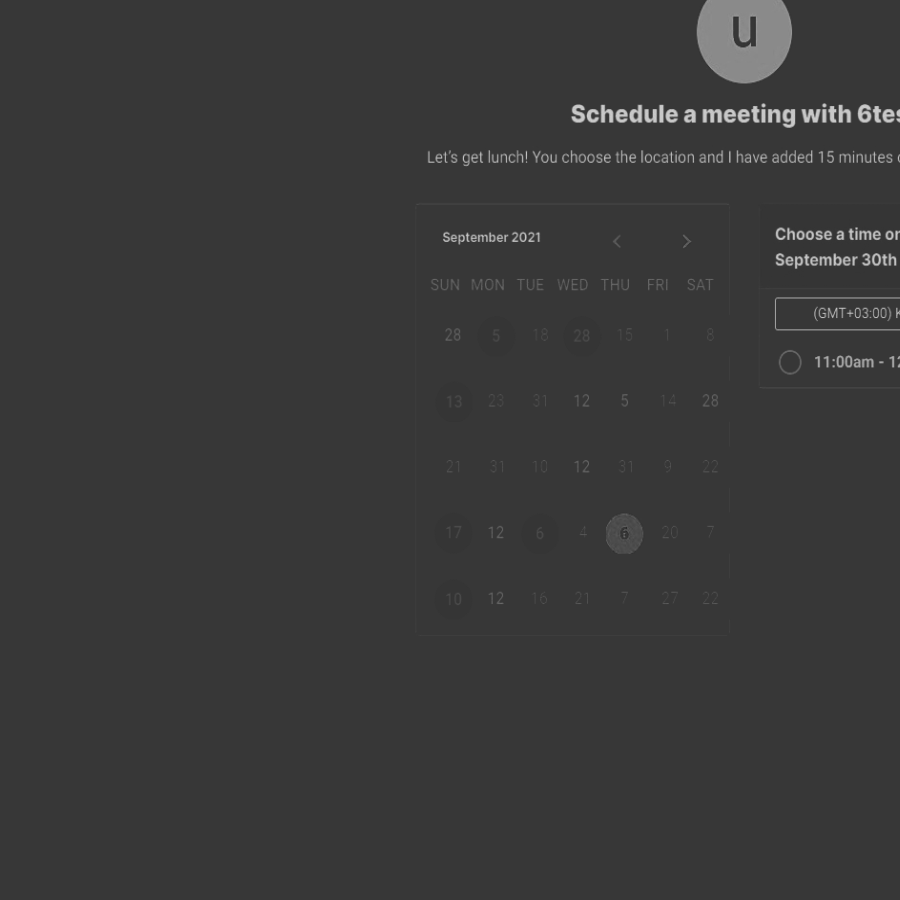 u
Schedule a meeting with 6tes
Let's get lunch! You choose the location and I have added 15 minutes
September 2021
SUN MON TUE WED THU FRI SAT
28 5 18 28 15 1 8
13 23 31 12 5 14 28
21 31 10 12 31 9 22
17 12 6 4 6 20 7
10 12 16 21 7 27 22
Choose a time on
September 30th
(GMT+03:00) K
11:00am - 12